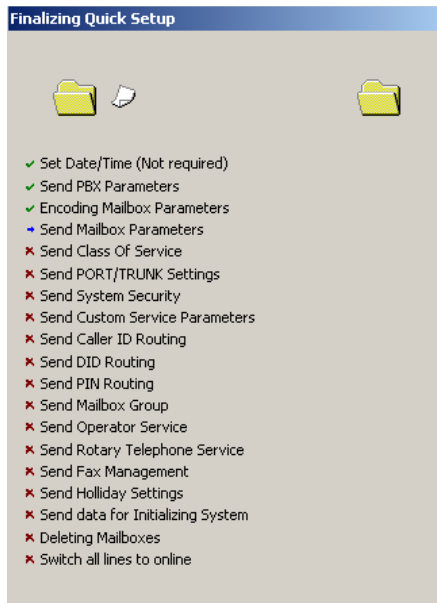 Finalizing Quick Setup
Set Date/Time (Not required)
Send PBX Parameters
Encoding Mailbox Parameters
Send Mailbox Parameters
Send Class Of Service
Send PORT/TRUNK Settings
Send System Security
Send Custom Service Parameters
Send Caller ID Routing
Send DID Routing
Send PIN Routing
Send Mailbox Group
Send Operator Service
Send Rotary Telephone Service
Send Fax Management
Send Holliday Settings
Send data for Initializing System
Deleting Mailboxes
Switch all lines to online